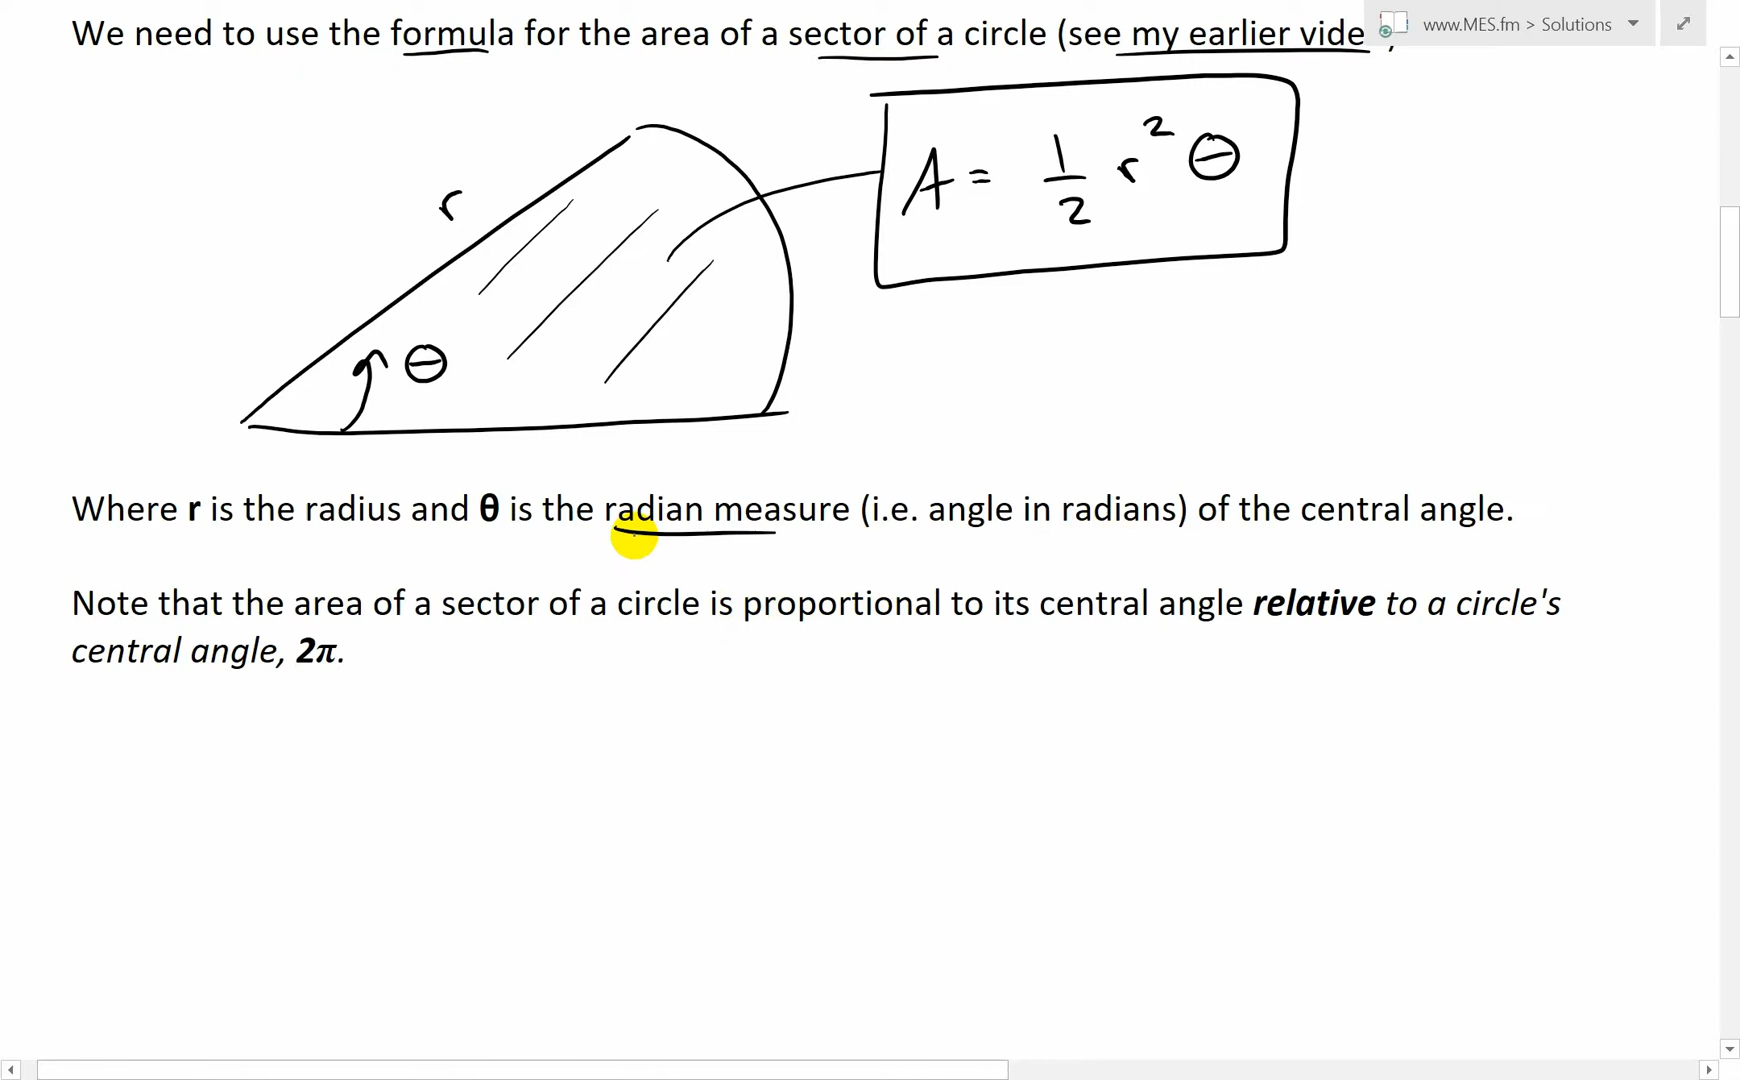 We need to use the formula for the area of a sector of a circle (see my earlier vide
www.MES.fm > Solutions
A = 1/2 r² θ
r
θ
Where r is the radius and θ is the radian measure (i.e. angle in radians) of the central angle.
Note that the area of a sector of a circle is proportional to its central angle relative to a circle's
central angle, 2π.